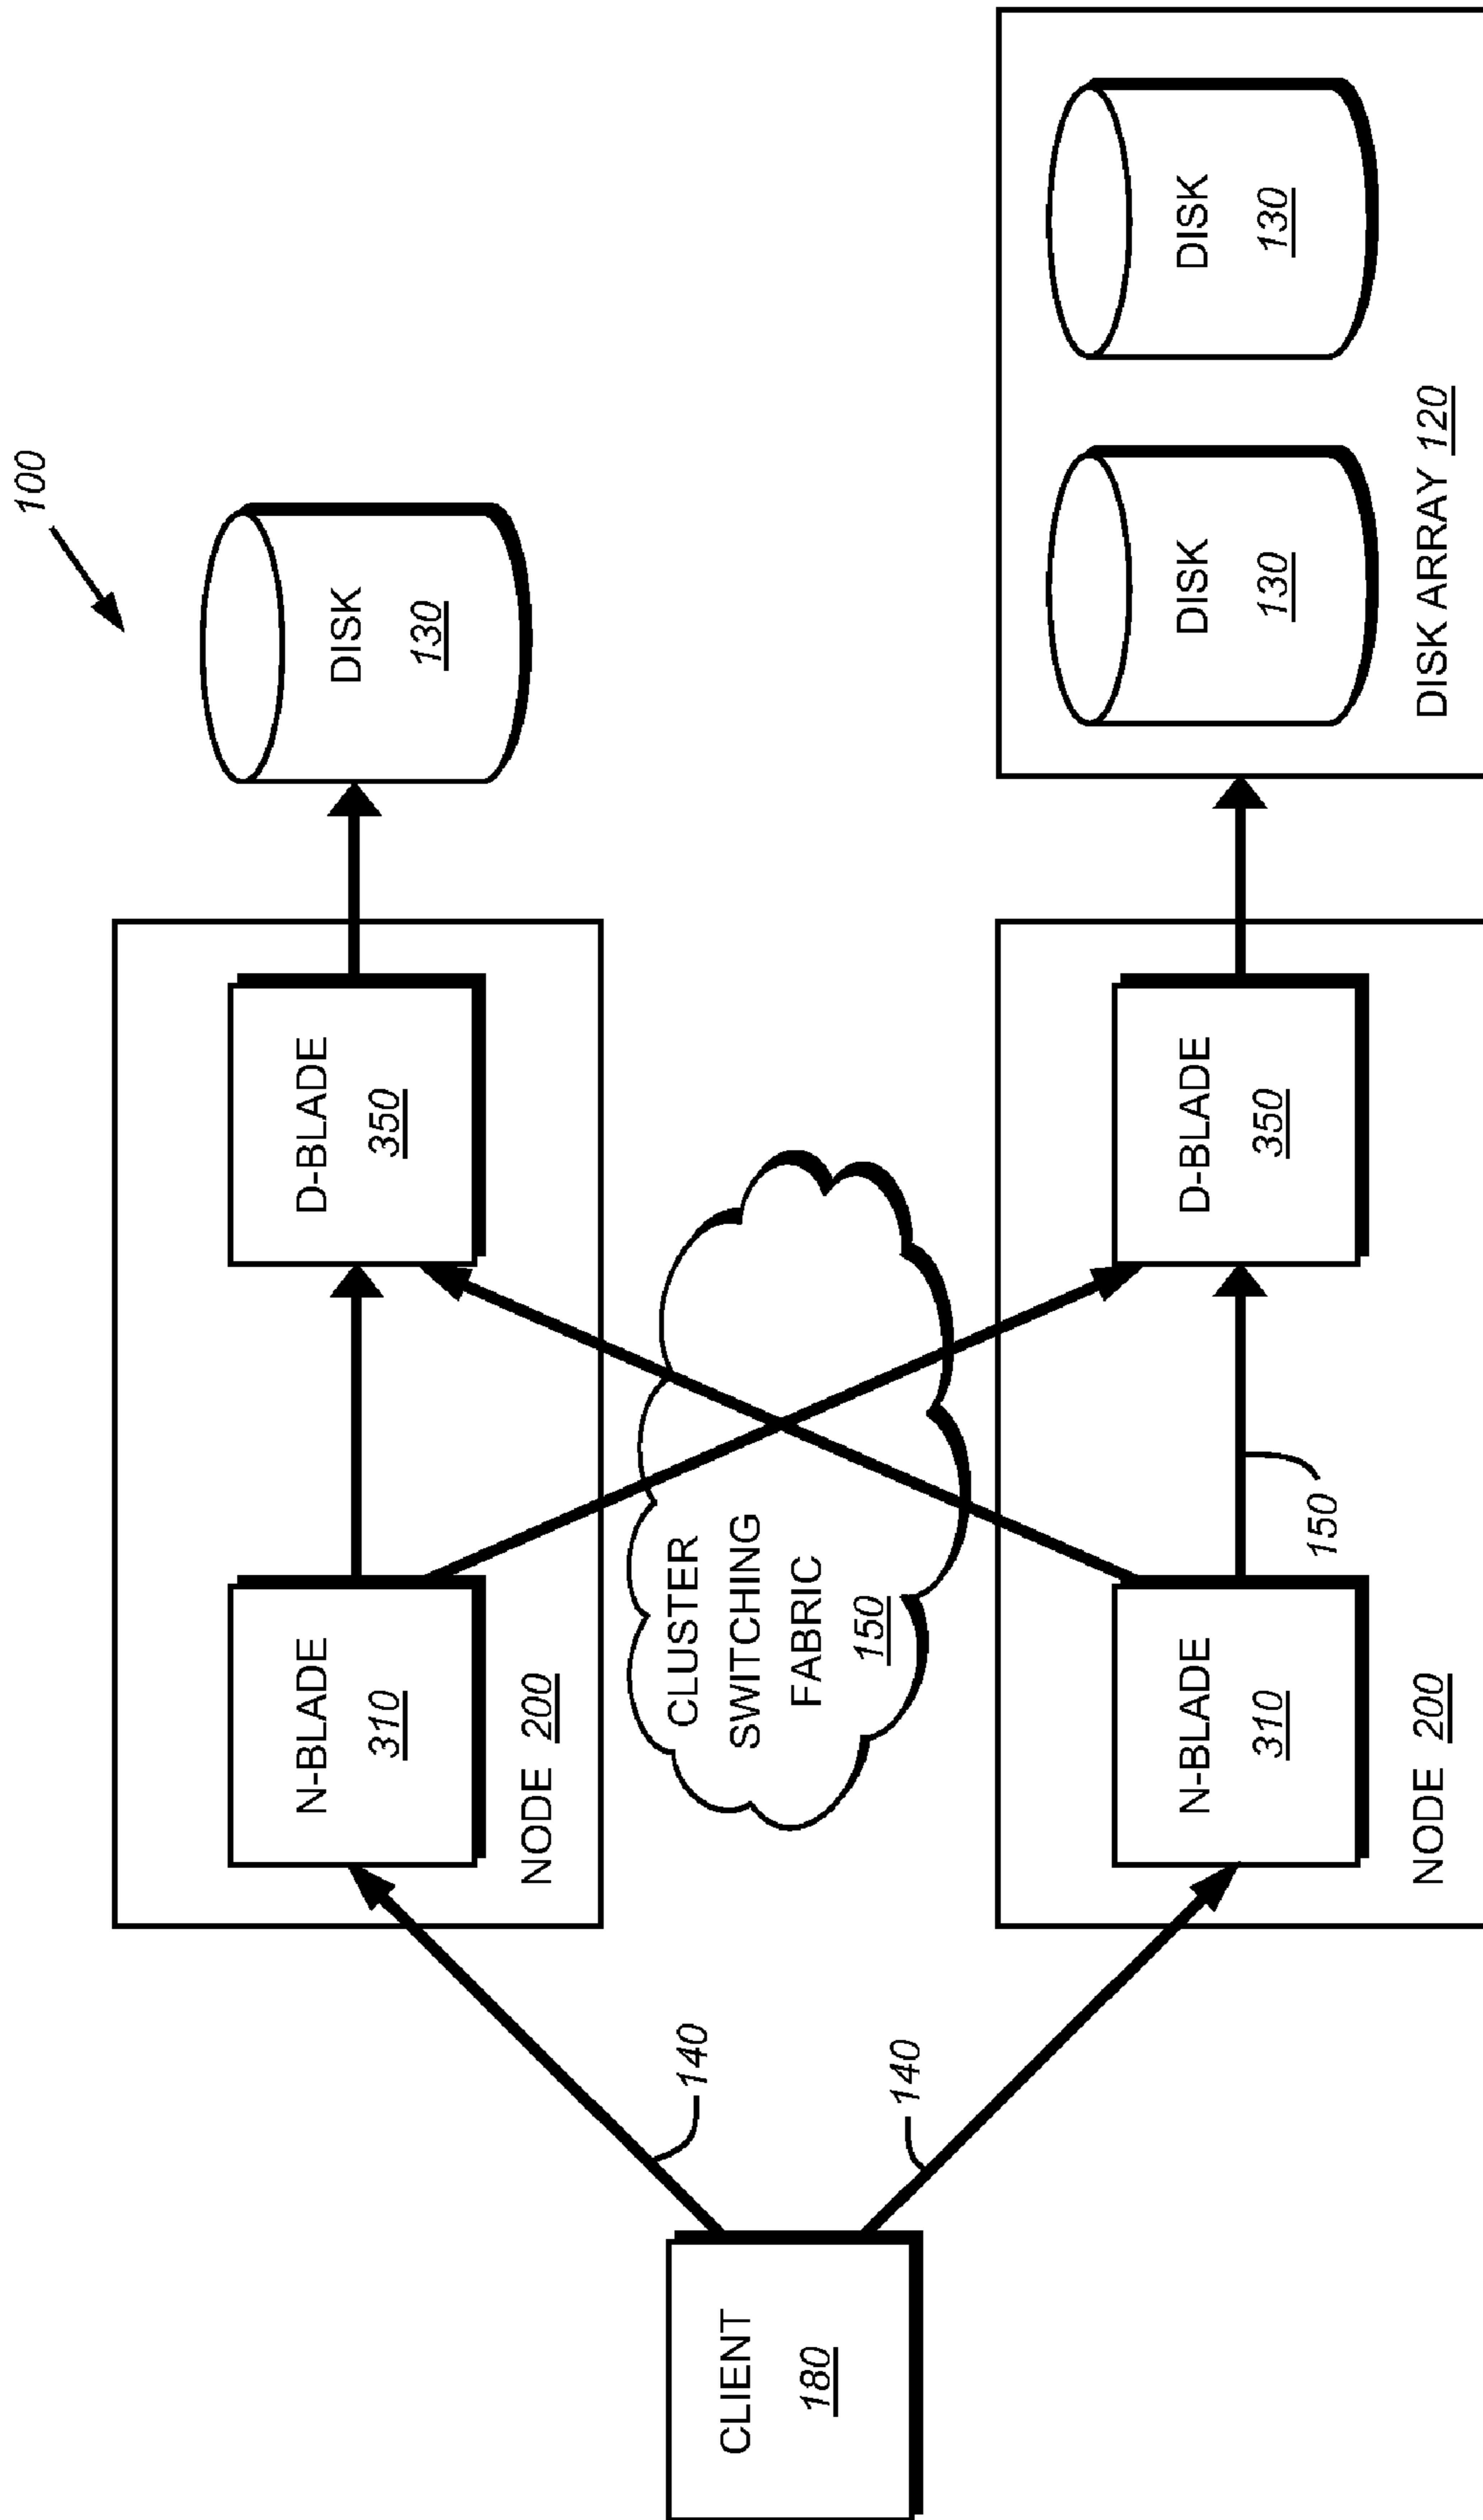 100
N-BLADE
310
D-BLADE
350
DISK
130
NODE 200
140
CLIENT
180
CLUSTER
SWITCHING
FABRIC
150
140
N-BLADE
310
D-BLADE
350
DISK
130
DISK
130
150
NODE 200
DISK ARRAY 120